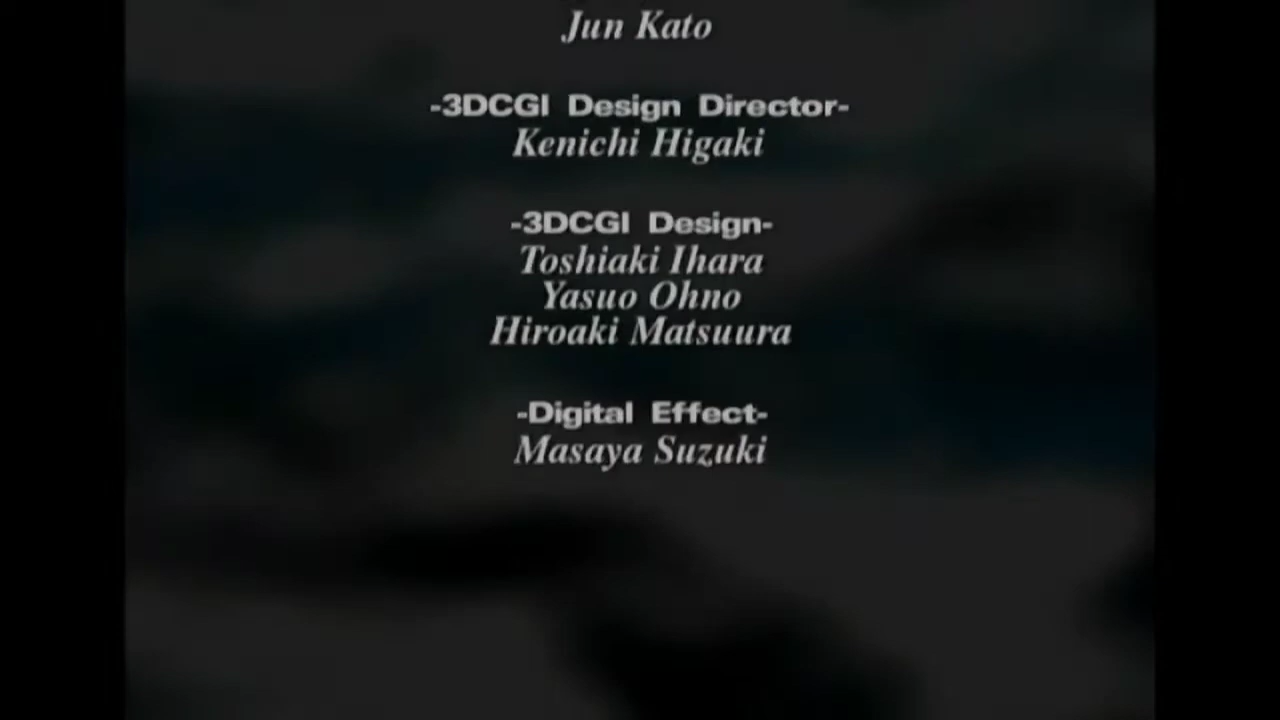 Jun Kato
-3DCGI Design Director-
Kenichi Higaki
-3DCGI Design-
Toshiaki Ihara
Yasuo Ohno
Hiroaki Matsuura
-Digital Effect-
Masaya Suzuki